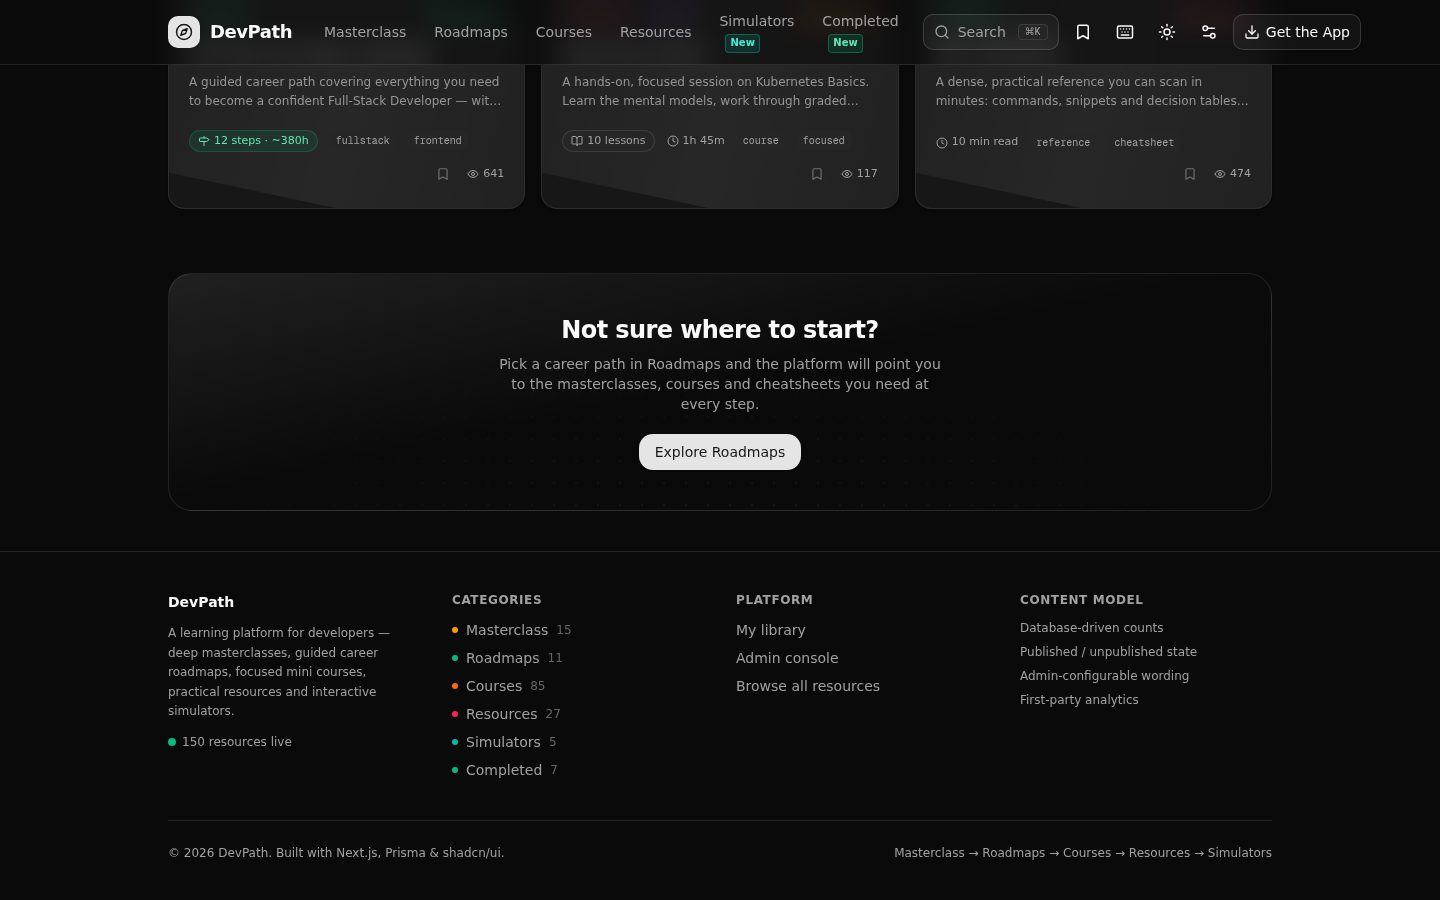 DevPath
Masterclass
Roadmaps
Courses
Resources
Simulators
New
Completed
New
Search
⌘K
Get the App
A guided career path covering everything you need
to become a confident Full-Stack Developer — wit...
12 steps · ~380h
fullstack
frontend
641
A hands-on, focused session on Kubernetes Basics.
Learn the mental models, work through graded...
10 lessons
1h 45m
course
focused
117
A dense, practical reference you can scan in
minutes: commands, snippets and decision tables...
10 min read
reference
cheatsheet
474
Not sure where to start?
Pick a career path in Roadmaps and the platform will point you
to the masterclasses, courses and cheatsheets you need at
every step.
Explore Roadmaps
DevPath
A learning platform for developers —
deep masterclasses, guided career
roadmaps, focused mini courses,
practical resources and interactive
simulators.
150 resources live
CATEGORIES
Masterclass 15
Roadmaps 11
Courses 85
Resources 27
Simulators 5
Completed 7
PLATFORM
My library
Admin console
Browse all resources
CONTENT MODEL
Database-driven counts
Published / unpublished state
Admin-configurable wording
First-party analytics
© 2026 DevPath. Built with Next.js, Prisma & shadcn/ui.
Masterclass → Roadmaps → Courses → Resources → Simulators